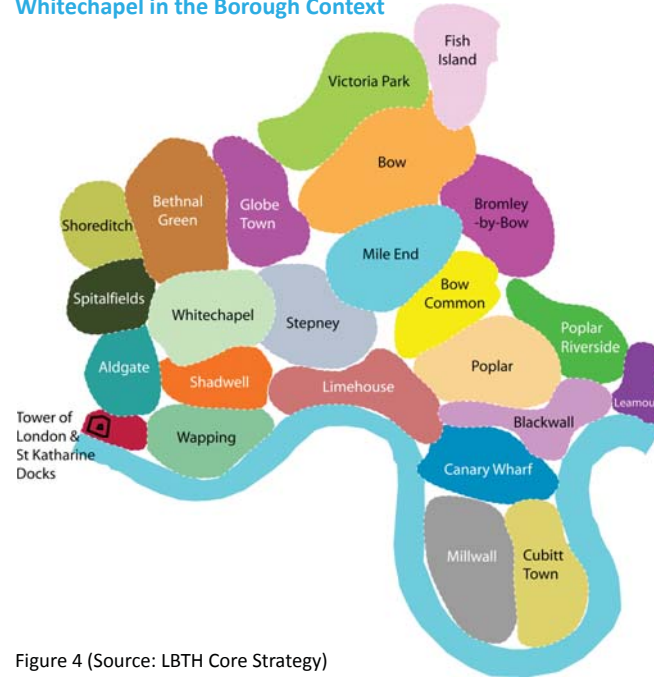 Whitechapel in the Borough Context
Fish
Island
Victoria Park
Bow
Bethnal
Green
Globe
Town
Bromley
-by-Bow
Shoreditch
Mile End
Spitalfields
Whitechapel
Stepney
Bow
Common
Poplar
Riverside
Aldgate
Shadwell
Limehouse
Poplar
Leamou
Tower of
London &
St Katharine
Docks
Wapping
Blackwall
Canary Wharf
Millwall
Cubitt
Town
Figure 4 (Source: LBTH Core Strategy)